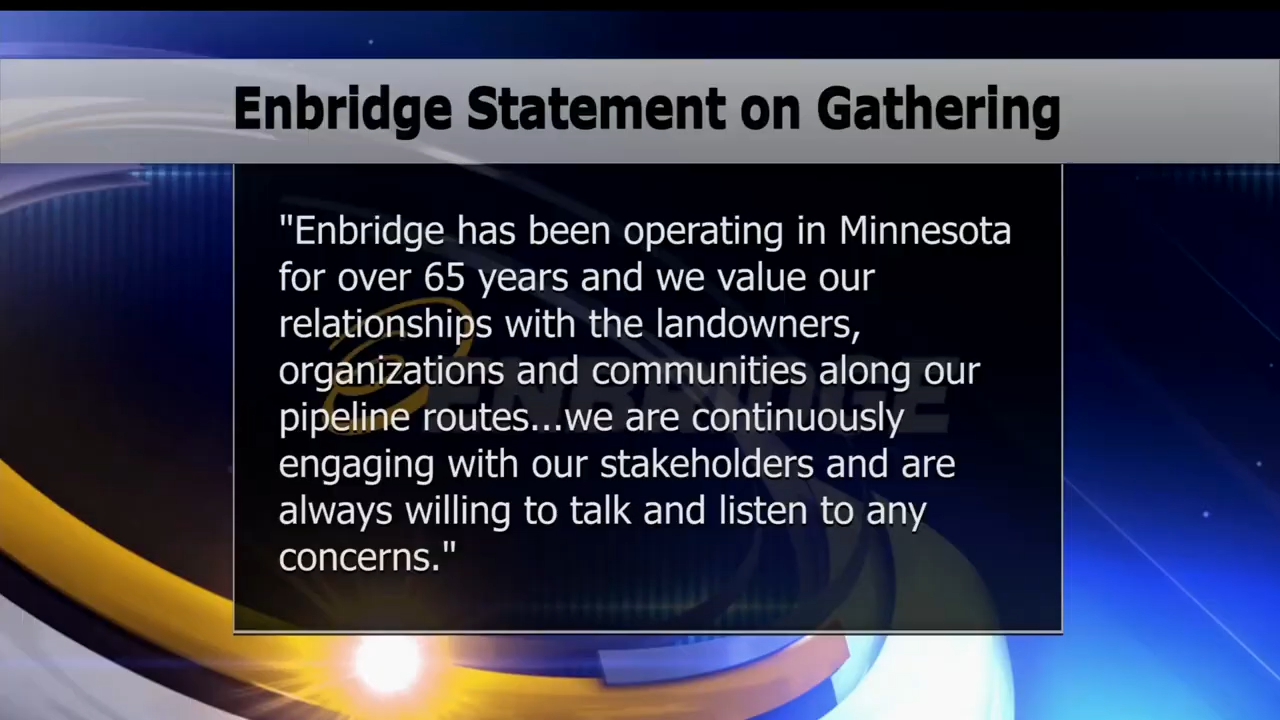 Enbridge Statement on Gathering
"Enbridge has been operating in Minnesota
for over 65 years and we value our
relationships with the landowners,
organizations and communities along our
pipeline routes...we are continuously
engaging with our stakeholders and are
always willing to talk and listen to any
concerns."
ENBRIDGE